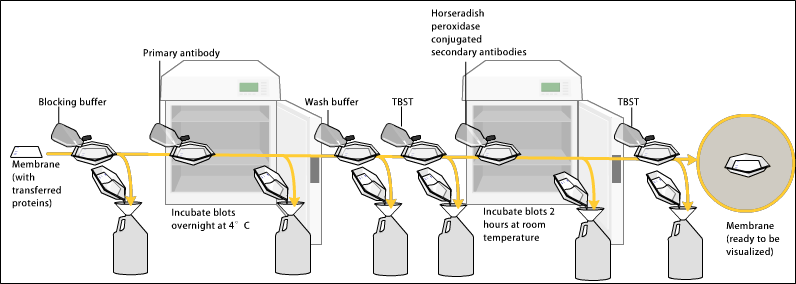 Horseradish
peroxidase
conjugated
secondary antibodies
Primary antibody
Blocking buffer
Wash buffer
TBST
TBST
Membrane
(with
transferred
proteins)
Incubate blots
overnight at 4° C
Incubate blots 2
hours at room
temperature
Membrane
(ready to be
visualized)